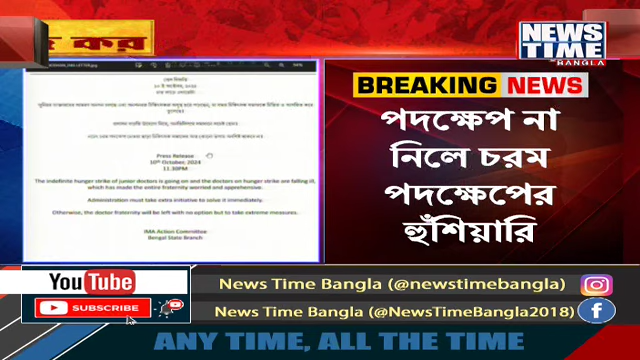 কর
NEWS
TIME
BANGLA
প্রেস বিজ্ঞপ্তি
Press Release
10th October, 2024
11.30PM
The indefinite hunger strike of junior doctors is going on and the doctors on hunger strike are falling ill,
which has made the entire fraternity worried and apprehensive.
Administration must take extra initiative to solve it immediately.
Otherwise, the doctor fraternity will be left with no option but to take extreme measures.
IMA Action Committee
Bengal State Branch
BREAKING NEWS
পদক্ষেপ না
নিলে চরম
পদক্ষেপের
হুঁশিয়ারি
YouTube
SUBSCRIBE
News Time Bangla (@newstimebangla)
News Time Bangla (@NewsTimeBangla2018)
ANY TIME, ALL THE TIME